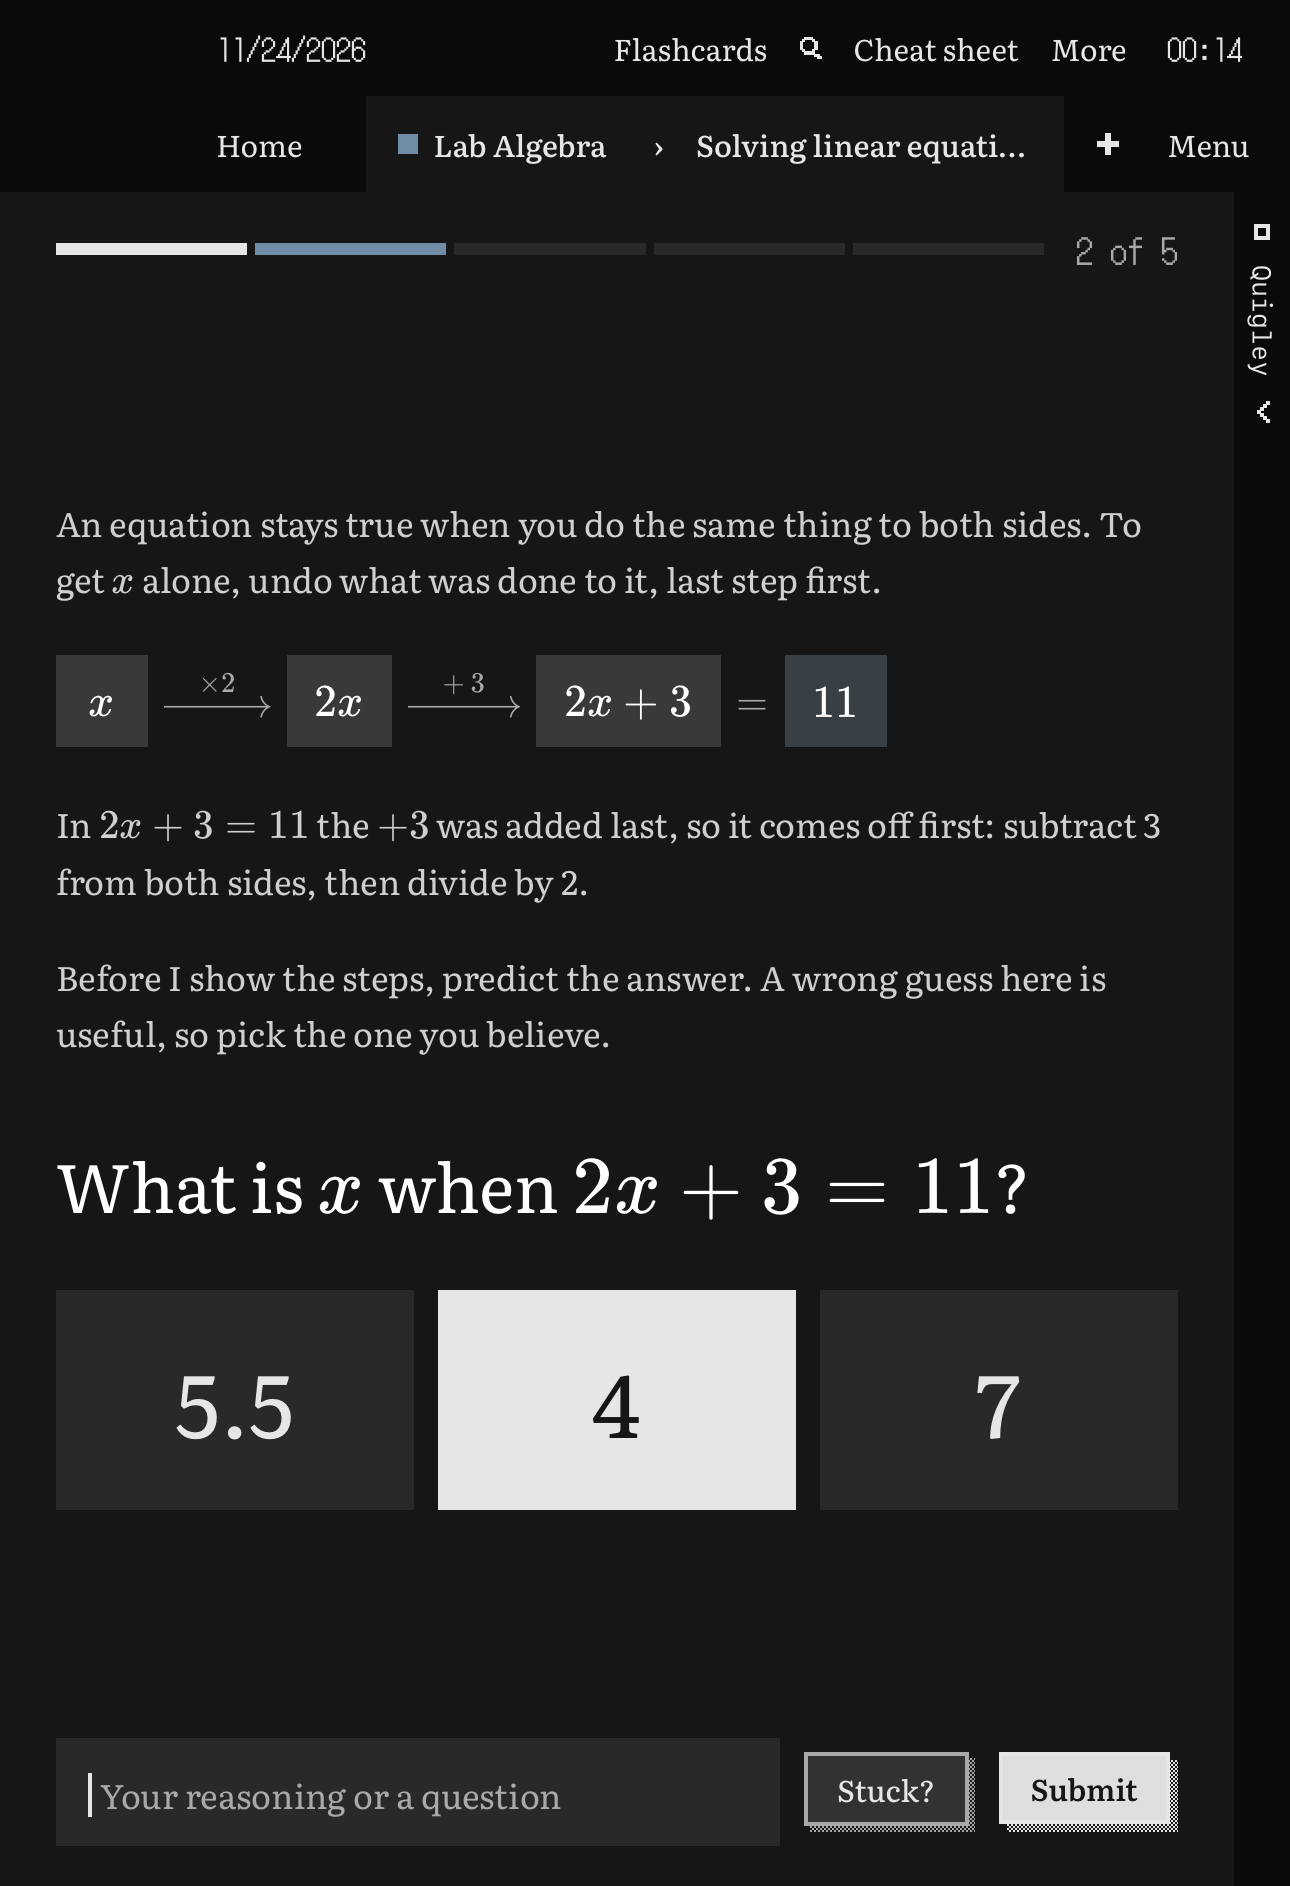 11/24/2026 Flashcards Cheat sheet More 00:14
Home Lab Algebra › Solving linear equati... Menu
2 of 5
Quigley
An equation stays true when you do the same thing to both sides. To
get x alone, undo what was done to it, last step first.
x ×2 2x +3 2x + 3 = 11
In 2x + 3 = 11 the +3 was added last, so it comes off first: subtract 3
from both sides, then divide by 2.
Before I show the steps, predict the answer. A wrong guess here is
useful, so pick the one you believe.
What is x when 2x + 3 = 11?
5.5 4 7
Your reasoning or a question Stuck? Submit